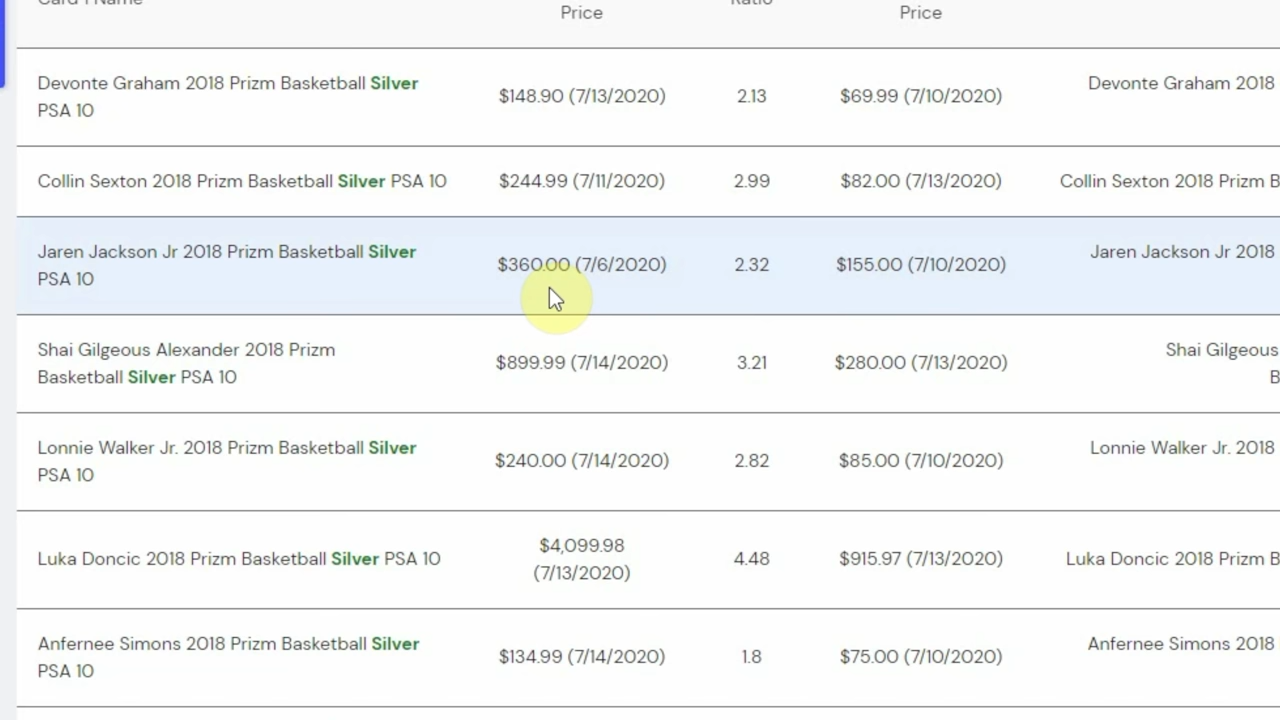 Card 1 Name
Price
Ratio
Price
Devonte Graham 2018 Prizm Basketball Silver
PSA 10
$148.90 (7/13/2020)
2.13
$69.99 (7/10/2020)
Devonte Graham 2018
Collin Sexton 2018 Prizm Basketball Silver PSA 10
$244.99 (7/11/2020)
2.99
$82.00 (7/13/2020)
Collin Sexton 2018 Prizm B
Jaren Jackson Jr 2018 Prizm Basketball Silver
PSA 10
$360.00 (7/6/2020)
2.32
$155.00 (7/10/2020)
Jaren Jackson Jr 2018
Shai Gilgeous Alexander 2018 Prizm
Basketball Silver PSA 10
$899.99 (7/14/2020)
3.21
$280.00 (7/13/2020)
Shai Gilgeous
B
Lonnie Walker Jr. 2018 Prizm Basketball Silver
PSA 10
$240.00 (7/14/2020)
2.82
$85.00 (7/10/2020)
Lonnie Walker Jr. 2018
Luka Doncic 2018 Prizm Basketball Silver PSA 10
$4,099.98
(7/13/2020)
4.48
$915.97 (7/13/2020)
Luka Doncic 2018 Prizm B
Anfernee Simons 2018 Prizm Basketball Silver
PSA 10
$134.99 (7/14/2020)
1.8
$75.00 (7/10/2020)
Anfernee Simons 2018